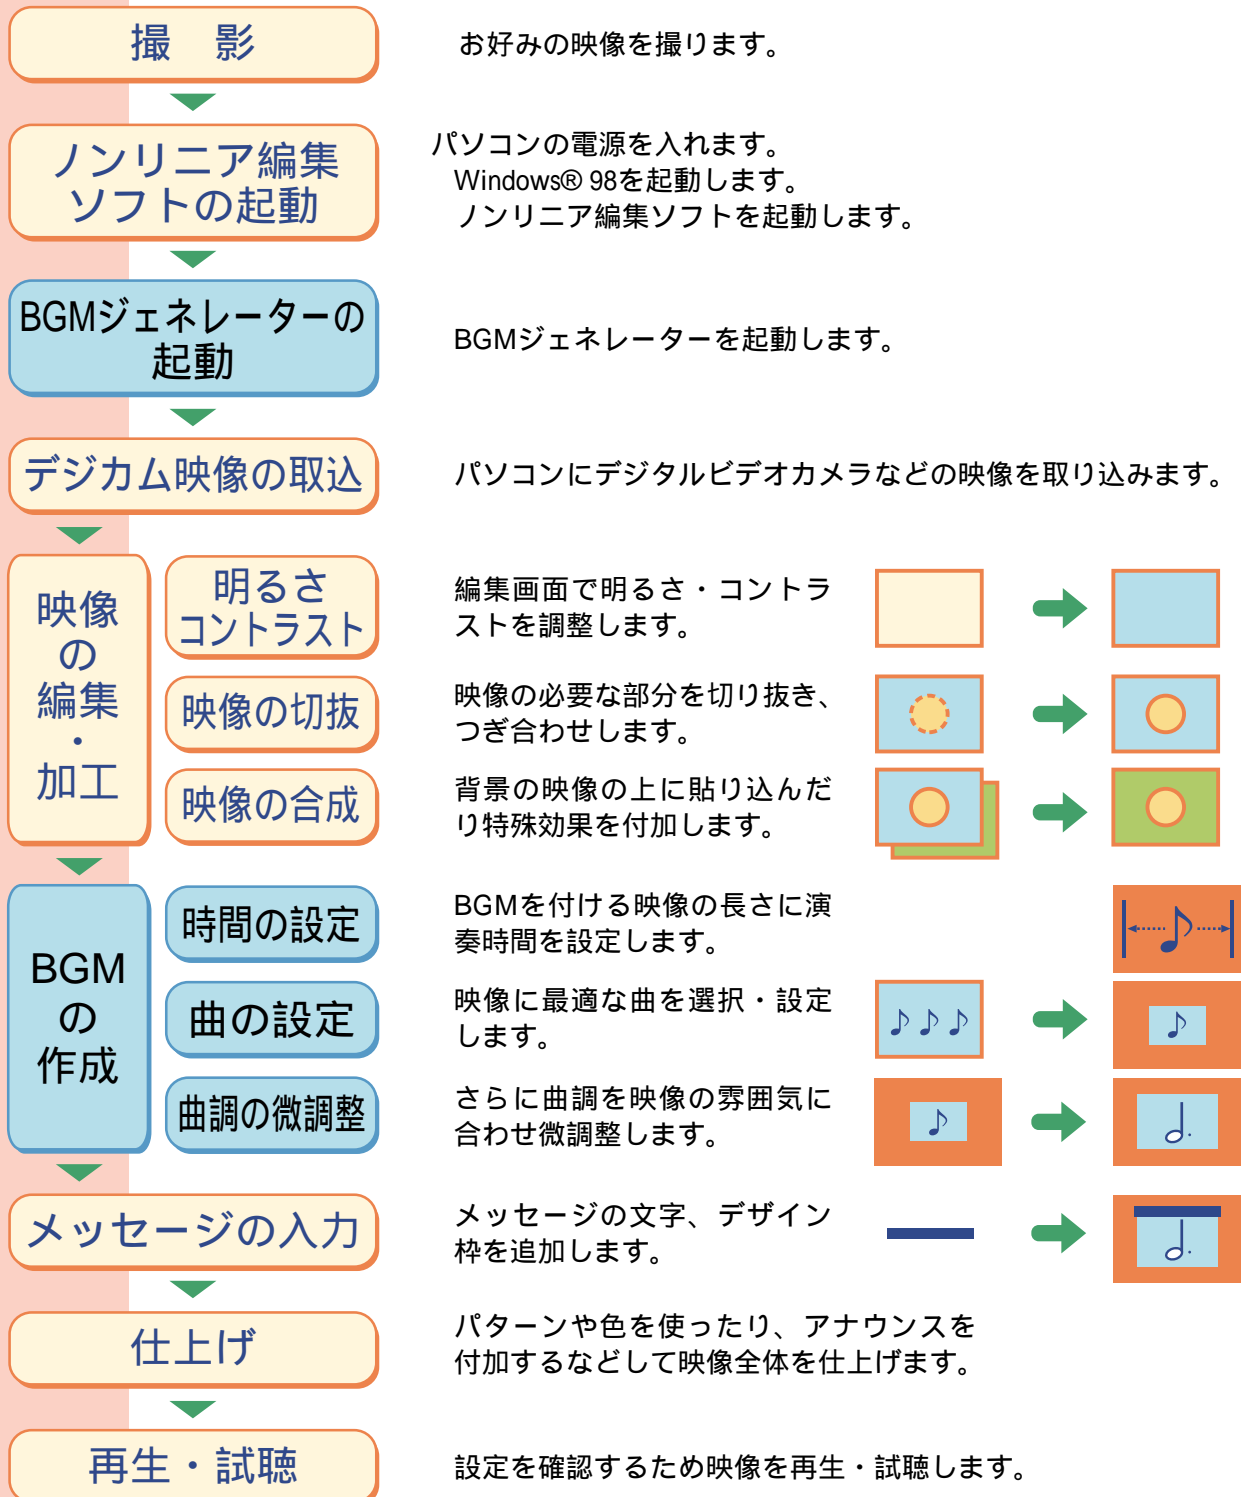 撮　影
お好みの映像を撮ります。
ノンリニア編集
ソフトの起動
パソコンの電源を入れます。
Windows® 98を起動します。
ノンリニア編集ソフトを起動します。
BGMジェネレーターの
起動
BGMジェネレーターを起動します。
デジカム映像の取込
パソコンにデジタルビデオカメラなどの映像を取り込みます。
映像
の
編集
・
加工
明るさ
コントラスト
編集画面で明るさ・コントラ
ストを調整します。
映像の切抜
映像の必要な部分を切り抜き、
つぎ合わせします。
映像の合成
背景の映像の上に貼り込んだ
り特殊効果を付加します。
BGM
の
作成
時間の設定
BGMを付ける映像の長さに演
奏時間を設定します。
曲の設定
映像に最適な曲を選択・設定
します。
曲調の微調整
さらに曲調を映像の雰囲気に
合わせ微調整します。
メッセージの入力
メッセージの文字、デザイン
枠を追加します。
仕上げ
パターンや色を使ったり、アナウンスを
付加するなどして映像全体を仕上げます。
再生・試聴
設定を確認するため映像を再生・試聴します。